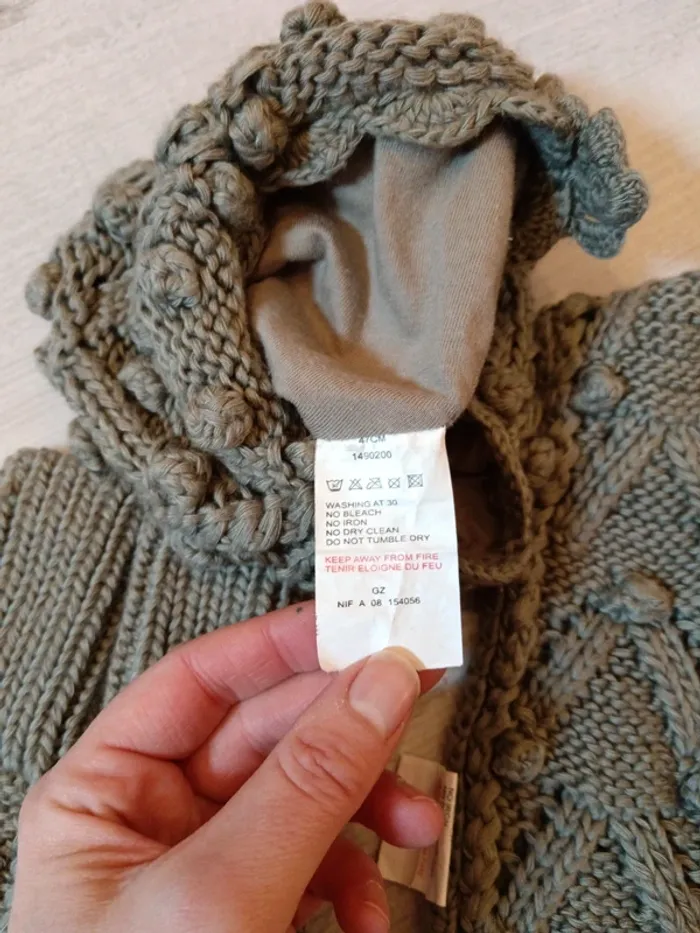 47CM
1490200
WASHING AT 30
NO BLEACH
NO IRON
NO DRY CLEAN
DO NOT TUMBLE DRY
KEEP AWAY FROM FIRE
TENIR ELOIGNE DU FEU
GZ
NIF A 08 154056